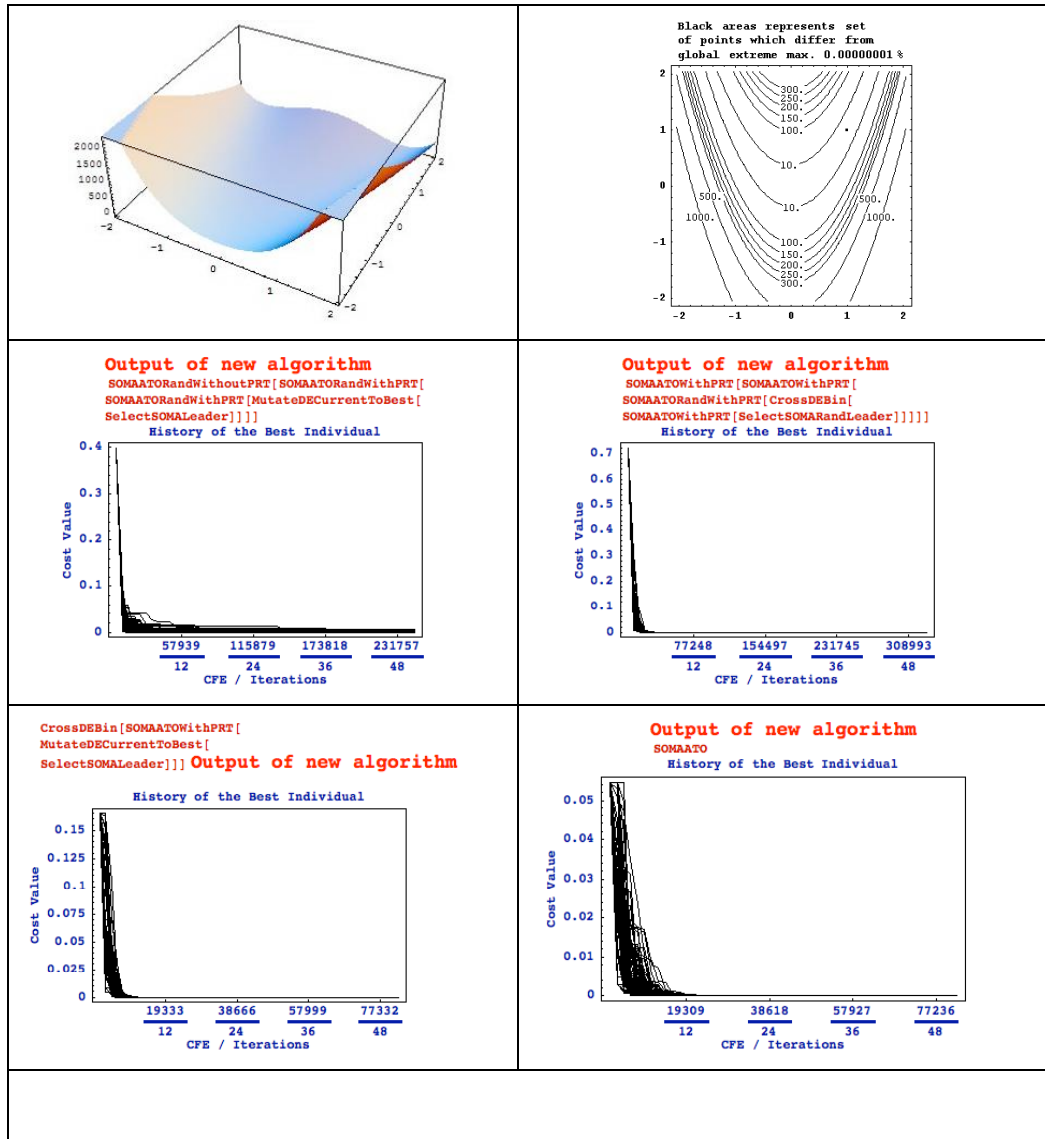 2000
1500
1000
500
0
-2
-1
0
1
2
-2
-1
0
1
2
Black areas represents set
of points which differ from
global extreme max. 0.00000001 %
2
1
0
-1
-2
300.
250.
200.
150.
100.
10.
10.
500.
500.
1000.
1000.
100.
150.
200.
250.
300.
-2 -1 0 1 2
Output of new algorithm
SOMAATORandWithoutPRT[SOMAATORandWithPRT[
SOMAATORandWithPRT[MutateDECurrentToBest[
SelectSOMALeader]]]]
History of the Best Individual
Cost Value
0.4
0.3
0.2
0.1
0
57939 115879 173818 231757
12 24 36 48
CFE / Iterations
Output of new algorithm
SOMAATOWithPRT[SOMAATOWithPRT[
SOMAATORandWithPRT[CrossDEBin[
SOMAATOWithPRT[SelectSOMARandLeader]]]]]
History of the Best Individual
Cost Value
0.7
0.6
0.5
0.4
0.3
0.2
0.1
0
77248 154497 231745 308993
12 24 36 48
CFE / Iterations
CrossDEBin[SOMAATOWithPRT[
MutateDECurrentToBest[
SelectSOMALeader]]] Output of new algorithm
History of the Best Individual
Cost Value
0.15
0.125
0.1
0.075
0.05
0.025
0
19333 38666 57999 77332
12 24 36 48
CFE / Iterations
Output of new algorithm
SOMAATO
History of the Best Individual
Cost Value
0.05
0.04
0.03
0.02
0.01
0
19309 38618 57927 77236
12 24 36 48
CFE / Iterations